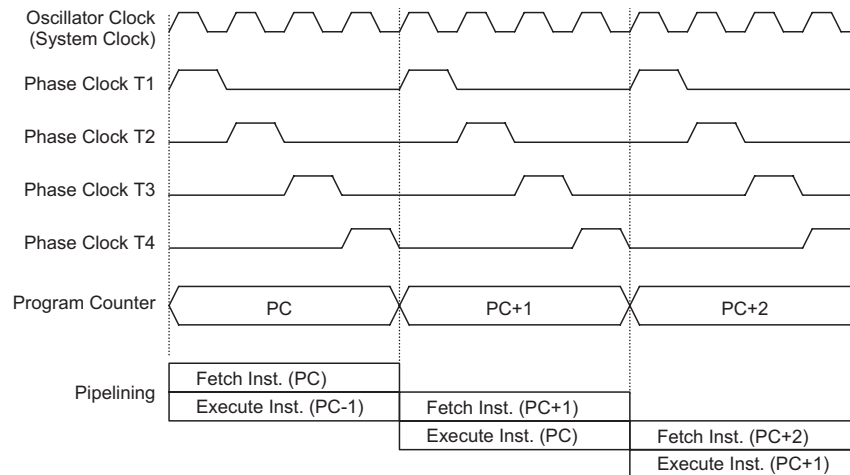 Oscillator Clock
(System Clock)
Phase Clock T1
Phase Clock T2
Phase Clock T3
Phase Clock T4
Program Counter
PC
PC+1
PC+2
Pipelining
Fetch Inst. (PC)
Execute Inst. (PC-1)
Fetch Inst. (PC+1)
Execute Inst. (PC)
Fetch Inst. (PC+2)
Execute Inst. (PC+1)